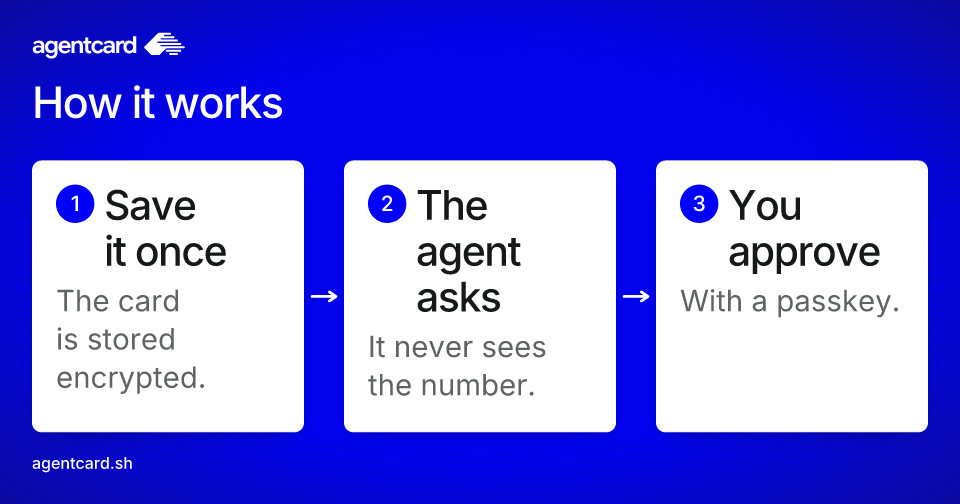 agentcard
How it works
1
Save
it once
The card
is stored
encrypted.
2
The
agent
asks
It never sees
the number.
3
You
approve
With a passkey.
agentcard.sh